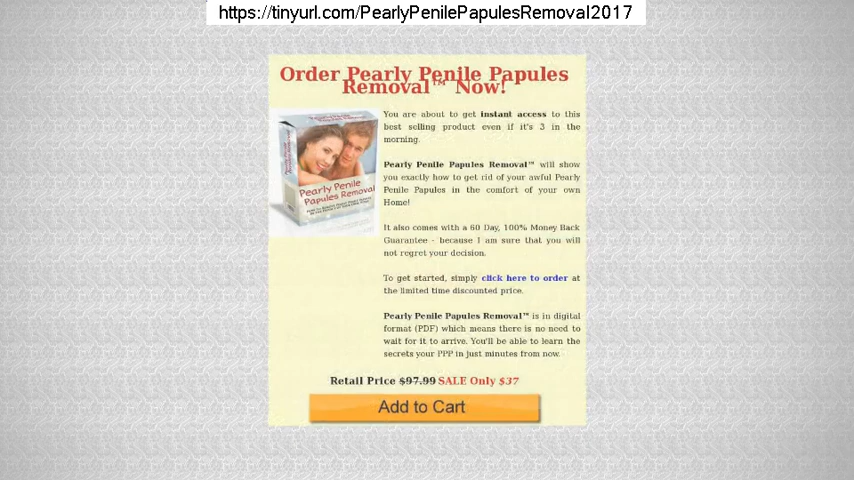 https://tinyurl.com/PearlyPenilePapulesRemoval2017
Order Pearly Penile Papules
Removal™ Now!
You are about to get instant access to this
best selling product even if it's 3 in the
morning.
Pearly Penile Papules Removal™ will show
you exactly how to get rid of your awful Pearly
Penile Papules in the comfort of your own
Home!
It also comes with a 60 Day, 100% Money Back
Guarantee - because I am sure that you will
not regret your decision.
To get started, simply click here to order at
the limited time discounted price.
Pearly Penile Papules Removal™ is in digital
format (PDF) which means there is no need to
wait for it to arrive. You'll be able to learn the
secrets your PPP in just minutes from now.
Pearly Penile
Papules Removal
Retail Price $97.99 SALE Only $37
Add to Cart